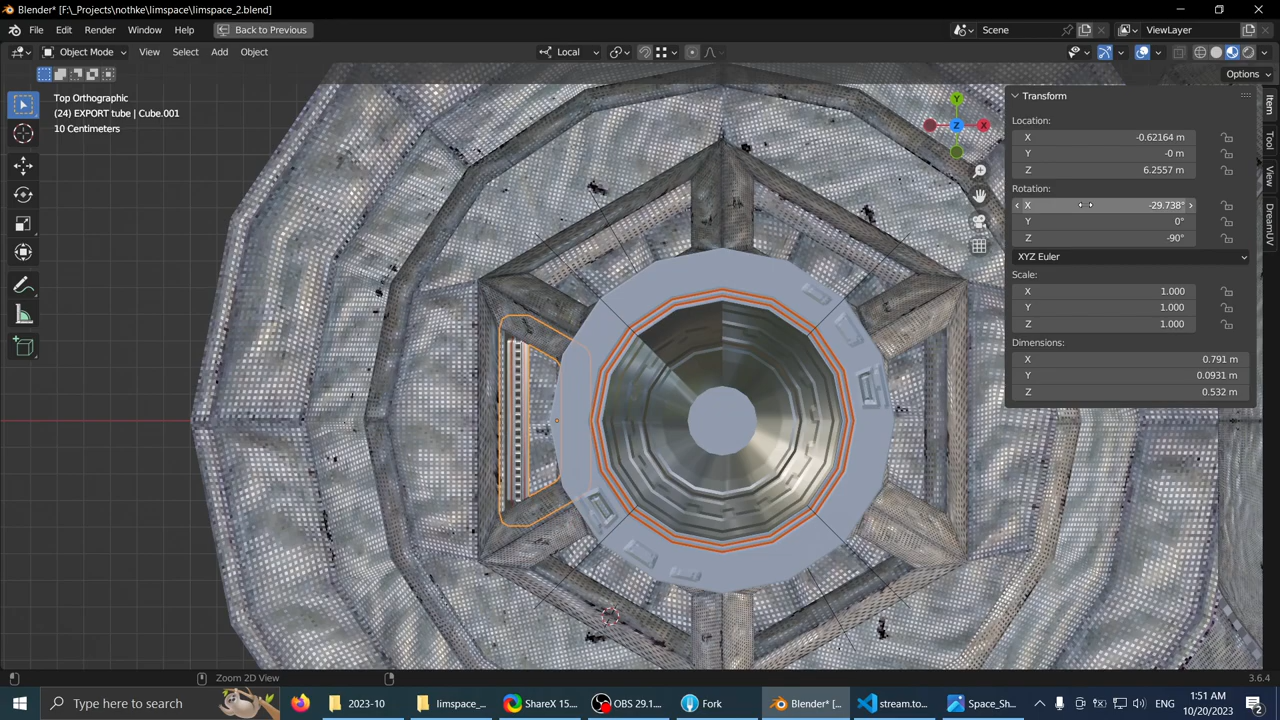 Blender* [F:\_Projects\nothke\limspace\limspace_2.blend]
File Edit Render Window Help Back to Previous Scene ViewLayer
Object Mode View Select Add Object Local
Options
Top Orthographic
(24) EXPORT tube | Cube.001
10 Centimeters
Y
Z
X
Transform
Location:
X -0.62164 m
Y -0 m
Z 6.2557 m
Rotation:
X -29.738°
Y 0°
Z -90°
XYZ Euler
Scale:
X 1.000
Y 1.000
Z 1.000
Dimensions:
X 0.791 m
Y 0.0931 m
Z 0.532 m
Item
Tool
View
DreamUV
Zoom 2D View
3.6.4
Type here to search
2023-10
limspace_...
ShareX 15....
OBS 29.1....
Fork
Blender* [...
stream.to...
Space_Sh...
ENG
1:51 AM
10/20/2023
2